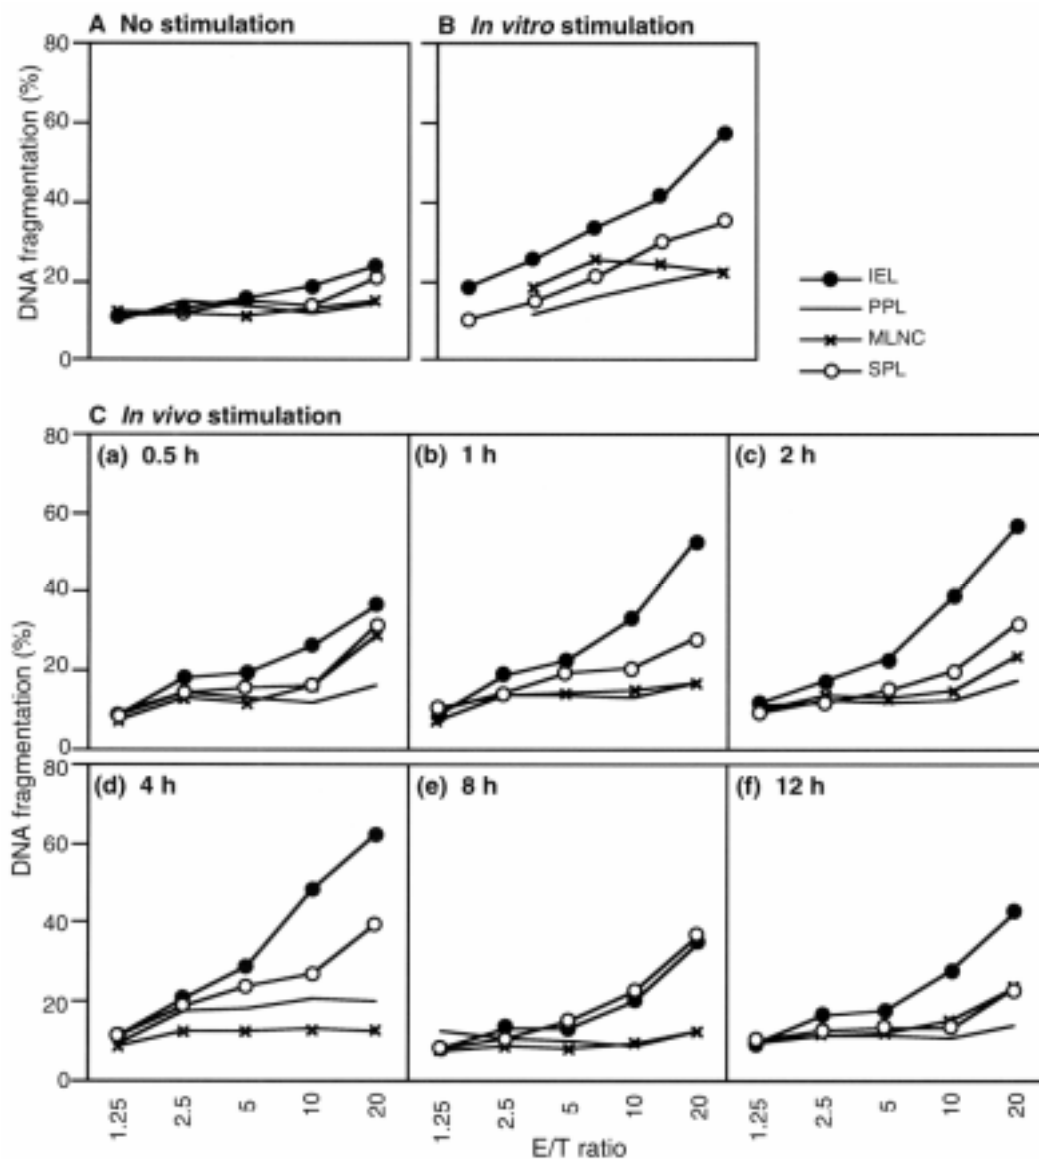 A No stimulation
B In vitro stimulation
80
60
40
20
0
DNA fragmentation (%)
IEL
PPL
MLNC
SPL
C In vivo stimulation
(a) 0.5 h
(b) 1 h
(c) 2 h
80
60
40
20
0
(d) 4 h
(e) 8 h
(f) 12 h
80
60
40
20
0
DNA fragmentation (%)
1.25 2.5 5 10 20
1.25 2.5 5 10 20
1.25 2.5 5 10 20
E/T ratio